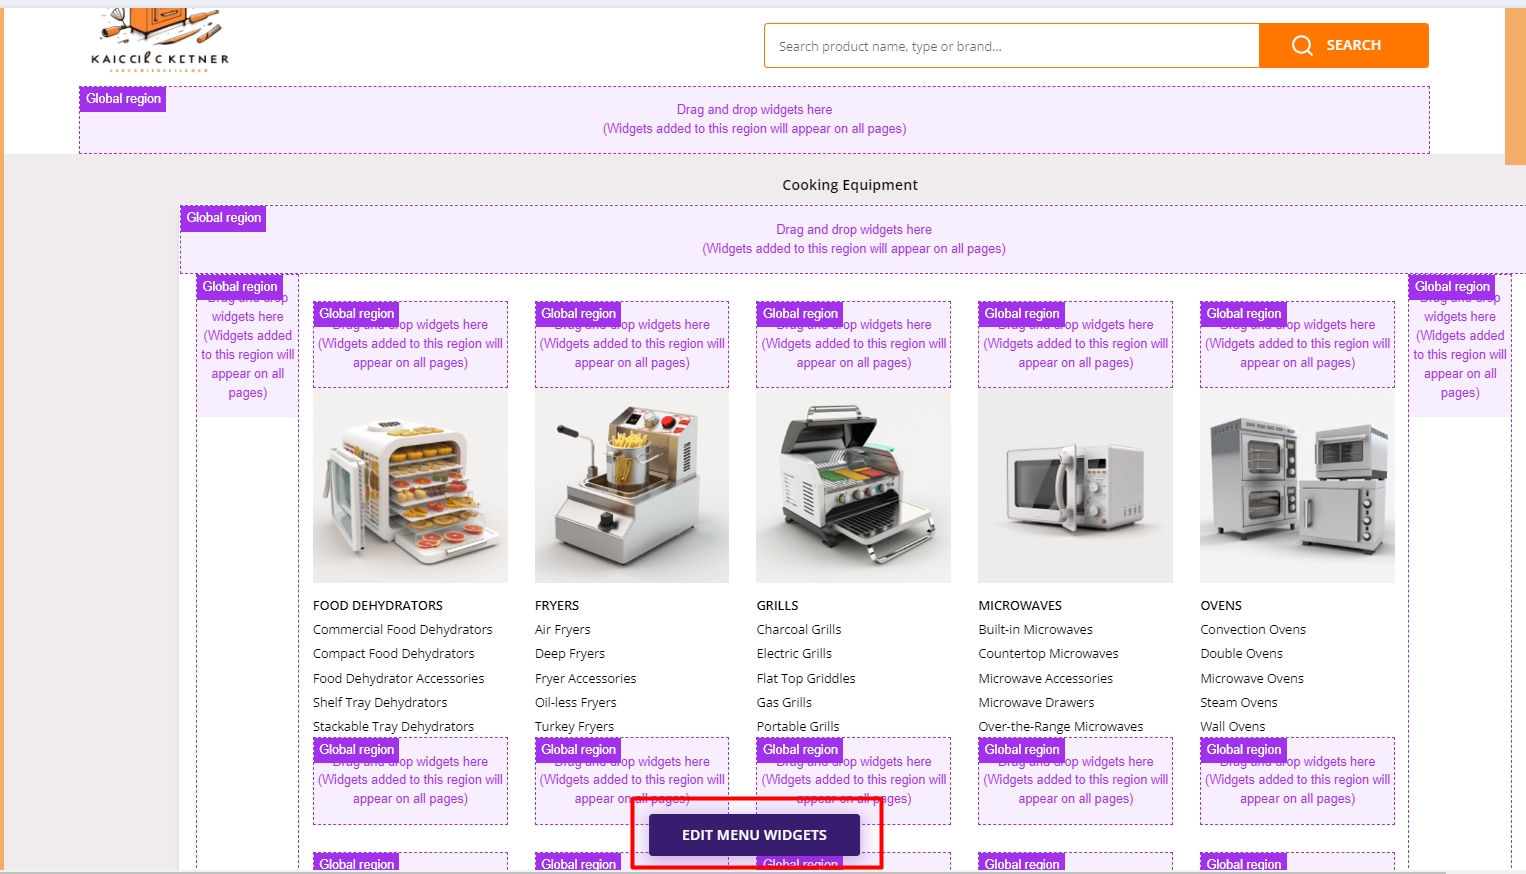 KAICCIKC KETNER
Search product name, type or brand...
SEARCH
Global region
Drag and drop widgets here
(Widgets added to this region will appear on all pages)
Cooking Equipment
Global region
Drag and drop widgets here
(Widgets added to this region will appear on all pages)
Global region
Drag and drop
widgets here
(Widgets added
to this region will
appear on all
pages)
Global region
Drag and drop widgets here
(Widgets added to this region will
appear on all pages)
Global region
Drag and drop widgets here
(Widgets added to this region will
appear on all pages)
Global region
Drag and drop widgets here
(Widgets added to this region will
appear on all pages)
Global region
Drag and drop widgets here
(Widgets added to this region will
appear on all pages)
Global region
Drag and drop widgets here
(Widgets added to this region will
appear on all pages)
Global region
Drag and drop
widgets here
(Widgets added
to this region will
appear on all
pages)
FOOD DEHYDRATORS
Commercial Food Dehydrators
Compact Food Dehydrators
Food Dehydrator Accessories
Shelf Tray Dehydrators
Stackable Tray Dehydrators
FRYERS
Air Fryers
Deep Fryers
Fryer Accessories
Oil-less Fryers
Turkey Fryers
GRILLS
Charcoal Grills
Electric Grills
Flat Top Griddles
Gas Grills
Portable Grills
MICROWAVES
Built-in Microwaves
Countertop Microwaves
Microwave Accessories
Microwave Drawers
Over-the-Range Microwaves
OVENS
Convection Ovens
Double Ovens
Microwave Ovens
Steam Ovens
Wall Ovens
Global region
Drag and drop widgets here
(Widgets added to this region will
appear on all pages)
Global region
Drag and drop widgets here
(Widgets added to this region will
appear on all pages)
Global region
Drag and drop widgets here
(Widgets added to this region will
appear on all pages)
Global region
Drag and drop widgets here
(Widgets added to this region will
appear on all pages)
Global region
Drag and drop widgets here
(Widgets added to this region will
appear on all pages)
EDIT MENU WIDGETS
Global region
Global region
Global region
Global region
Global region